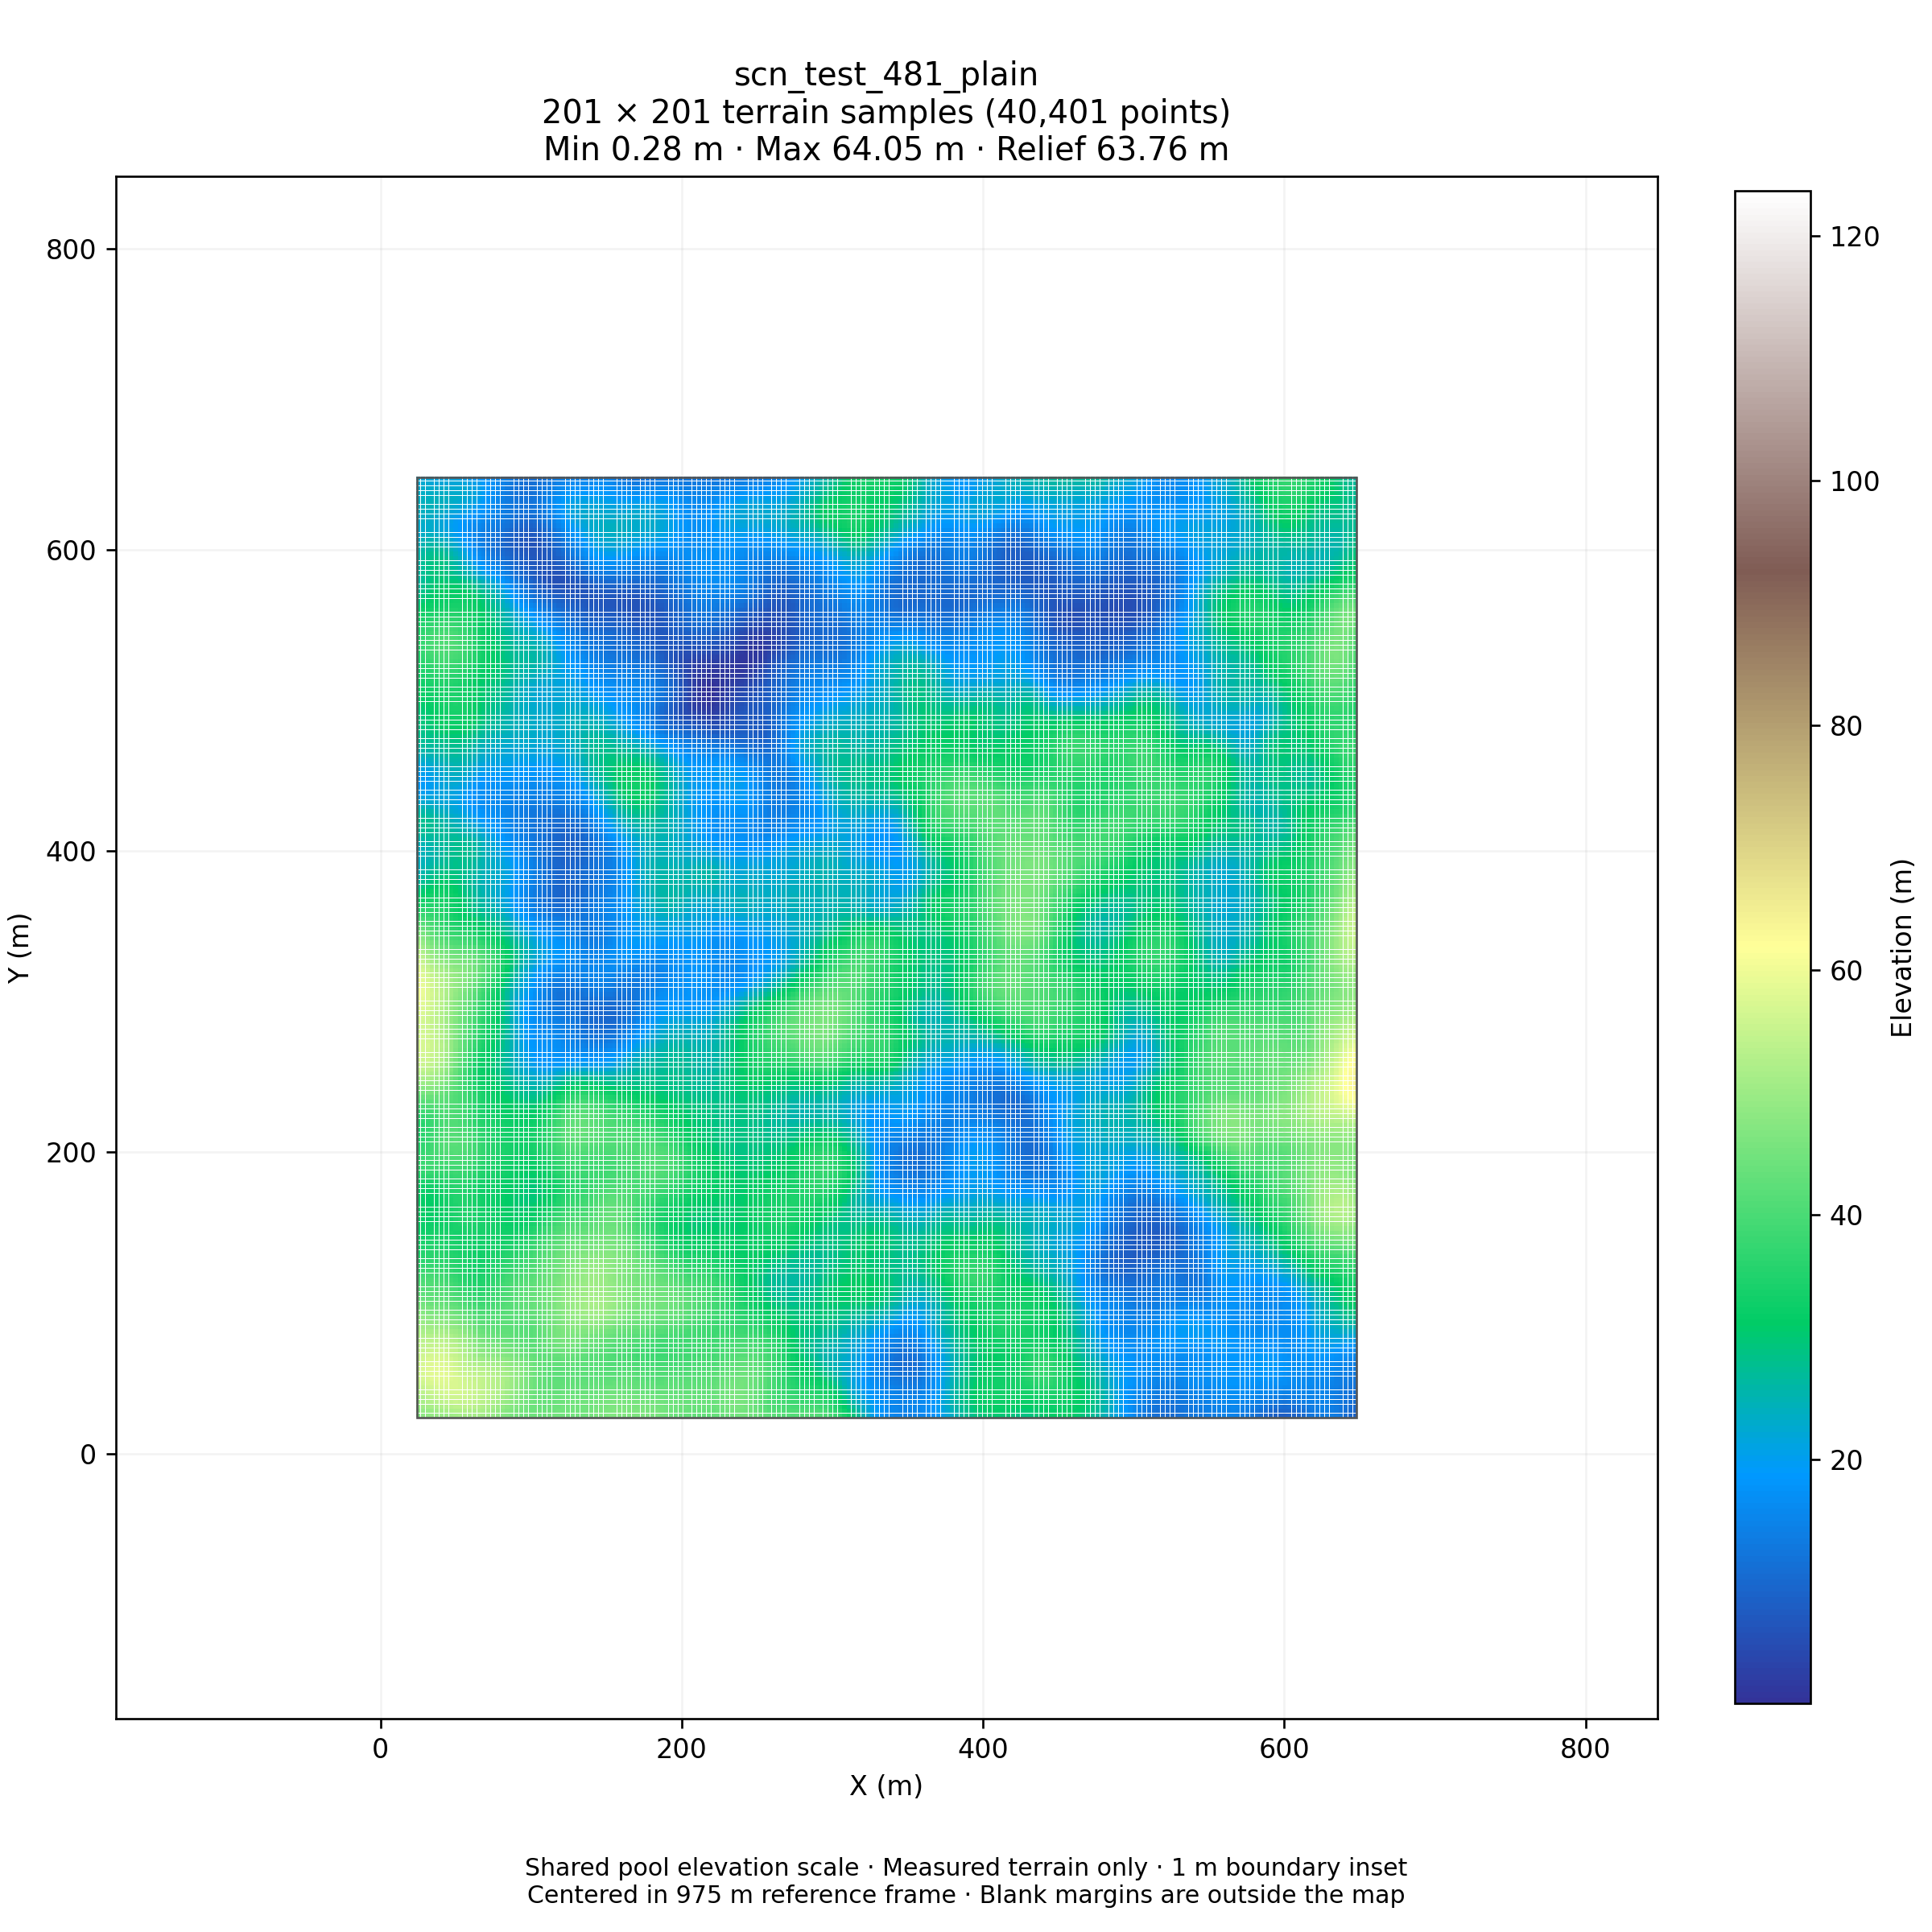 scn_test_481_plain
201 × 201 terrain samples (40,401 points)
Min 0.28 m · Max 64.05 m · Relief 63.76 m
800
600
400
200
0
Y (m)
0
200
400
600
800
X (m)
120
100
80
60
40
20
Elevation (m)
Shared pool elevation scale · Measured terrain only · 1 m boundary inset
Centered in 975 m reference frame · Blank margins are outside the map